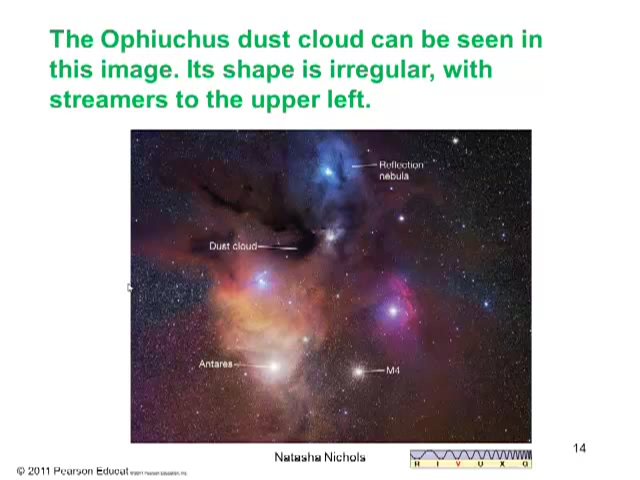 The Ophiuchus dust cloud can be seen in
this image. Its shape is irregular, with
streamers to the upper left.
Reflection
nebula
Dust cloud
Antares
M4
14
Natasha Nichols
R I V U X G
© 2011 Pearson Educat